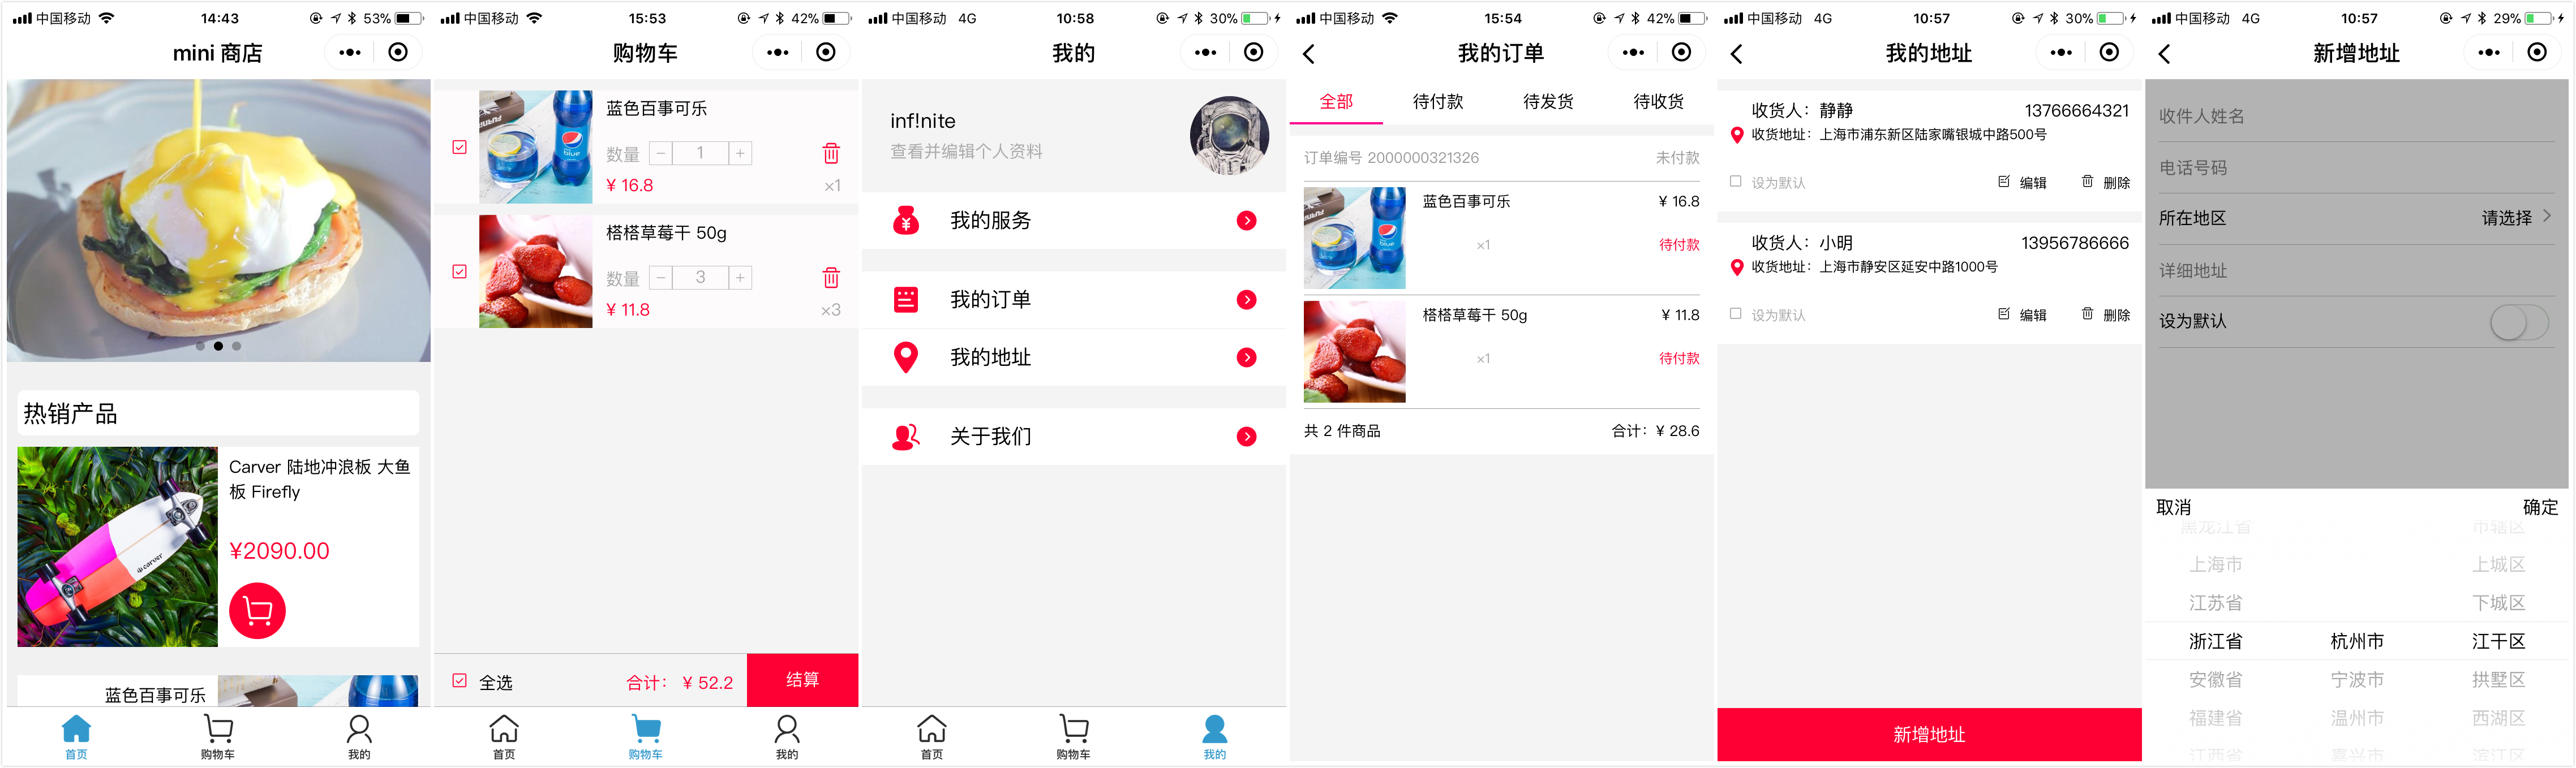 中国移动 14:43 53%
mini 商店
热销产品
Carver 陆地冲浪板 大鱼
板 Firefly
carver
¥2090.00
蓝色百事可乐
首页 购物车 我的
中国移动 15:53 42%
购物车
蓝色百事可乐
pepsi
blue
数量 − 1 +
¥ 16.8 ×1
榙榙草莓干 50g
数量 − 3 +
¥ 11.8 ×3
全选 合计： ¥ 52.2 结算
首页 购物车 我的
中国移动 4G 10:58 30%
我的
inf!nite
查看并编辑个人资料
我的服务
我的订单
我的地址
关于我们
首页 购物车 我的
中国移动 15:54 42%
我的订单
全部 待付款 待发货 待收货
订单编号 2000000321326 未付款
蓝色百事可乐 ¥ 16.8
pepsi
blue
×1 待付款
榙榙草莓干 50g ¥ 11.8
×1 待付款
共 2 件商品 合计：¥ 28.6
中国移动 4G 10:57 30%
我的地址
收货人：静静 13766664321
收货地址：上海市浦东新区陆家嘴银城中路500号
设为默认 编辑 删除
收货人：小明 13956786666
收货地址：上海市静安区延安中路1000号
设为默认 编辑 删除
新增地址
中国移动 4G 10:57 29%
新增地址
收件人姓名
电话号码
所在地区 请选择
详细地址
设为默认
取消 确定
黑龙江省 市辖区
上海市 上城区
江苏省 下城区
浙江省 杭州市 江干区
安徽省 宁波市 拱墅区
福建省 温州市 西湖区
江西省 嘉兴市 滨江区